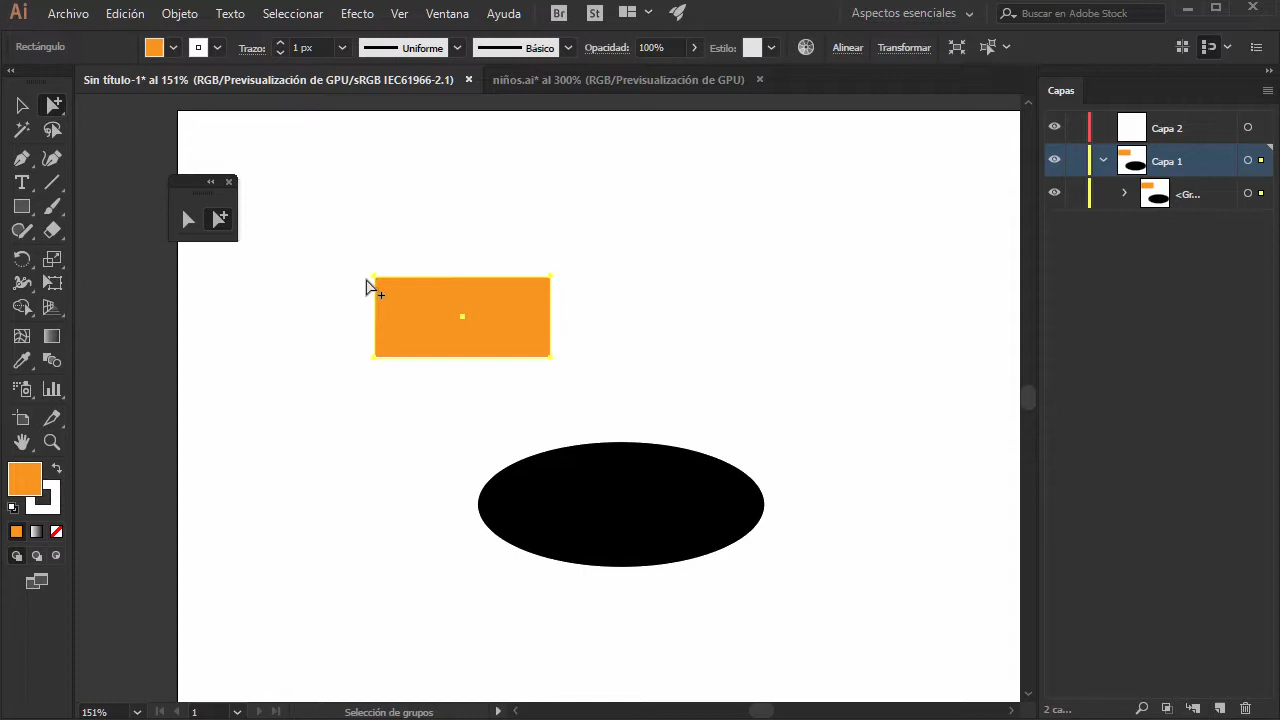 Ai Archivo Edición Objeto Texto Seleccionar Efecto Ver Ventana Ayuda Br St Aspectos esenciales Buscar en Adobe Stock
Rectángulo Trazo: 1 px Uniforme Básico Opacidad: 100% Estilo: Alinear Transformar
Sin título-1* al 151% (RGB/Previsualización de GPU/sRGB IEC61966-2.1) niños.ai* al 300% (RGB/Previsualización de GPU)
Capas
Capa 2
Capa 1
<Gr...
151% 1 Selección de grupos 2 ca...